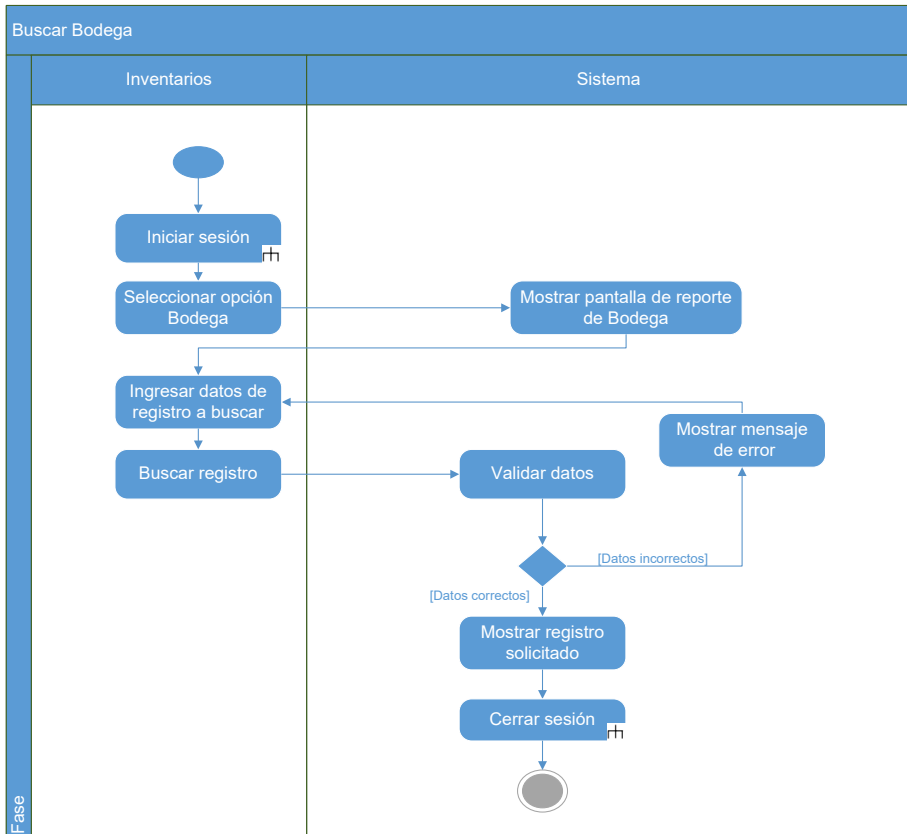 Buscar Bodega
Inventarios
Sistema
Iniciar sesión
Seleccionar opción
Bodega
Mostrar pantalla de reporte
de Bodega
Ingresar datos de
registro a buscar
Mostrar mensaje
de error
Buscar registro
Validar datos
[Datos incorrectos]
[Datos correctos]
Mostrar registro
solicitado
Cerrar sesión
Fase